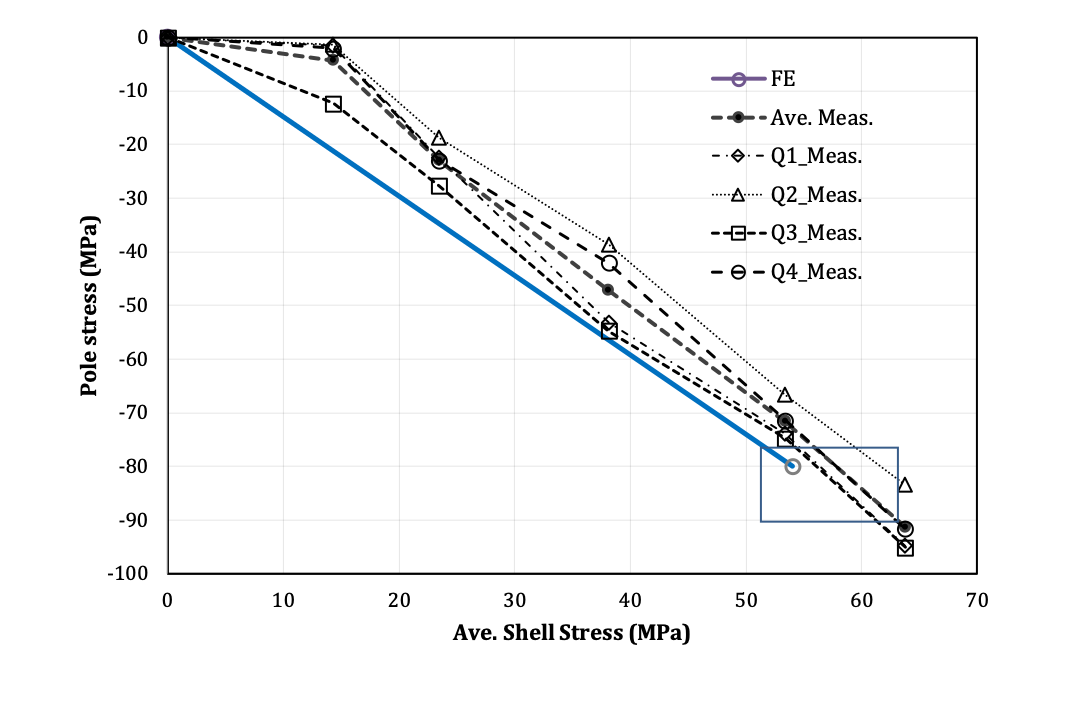 0
-10
-20
-30
-40
-50
-60
-70
-80
-90
-100
Pole stress (MPa)
0 10 20 30 40 50 60 70
Ave. Shell Stress (MPa)
FE
Ave. Meas.
Q1_Meas.
Q2_Meas.
Q3_Meas.
Q4_Meas.